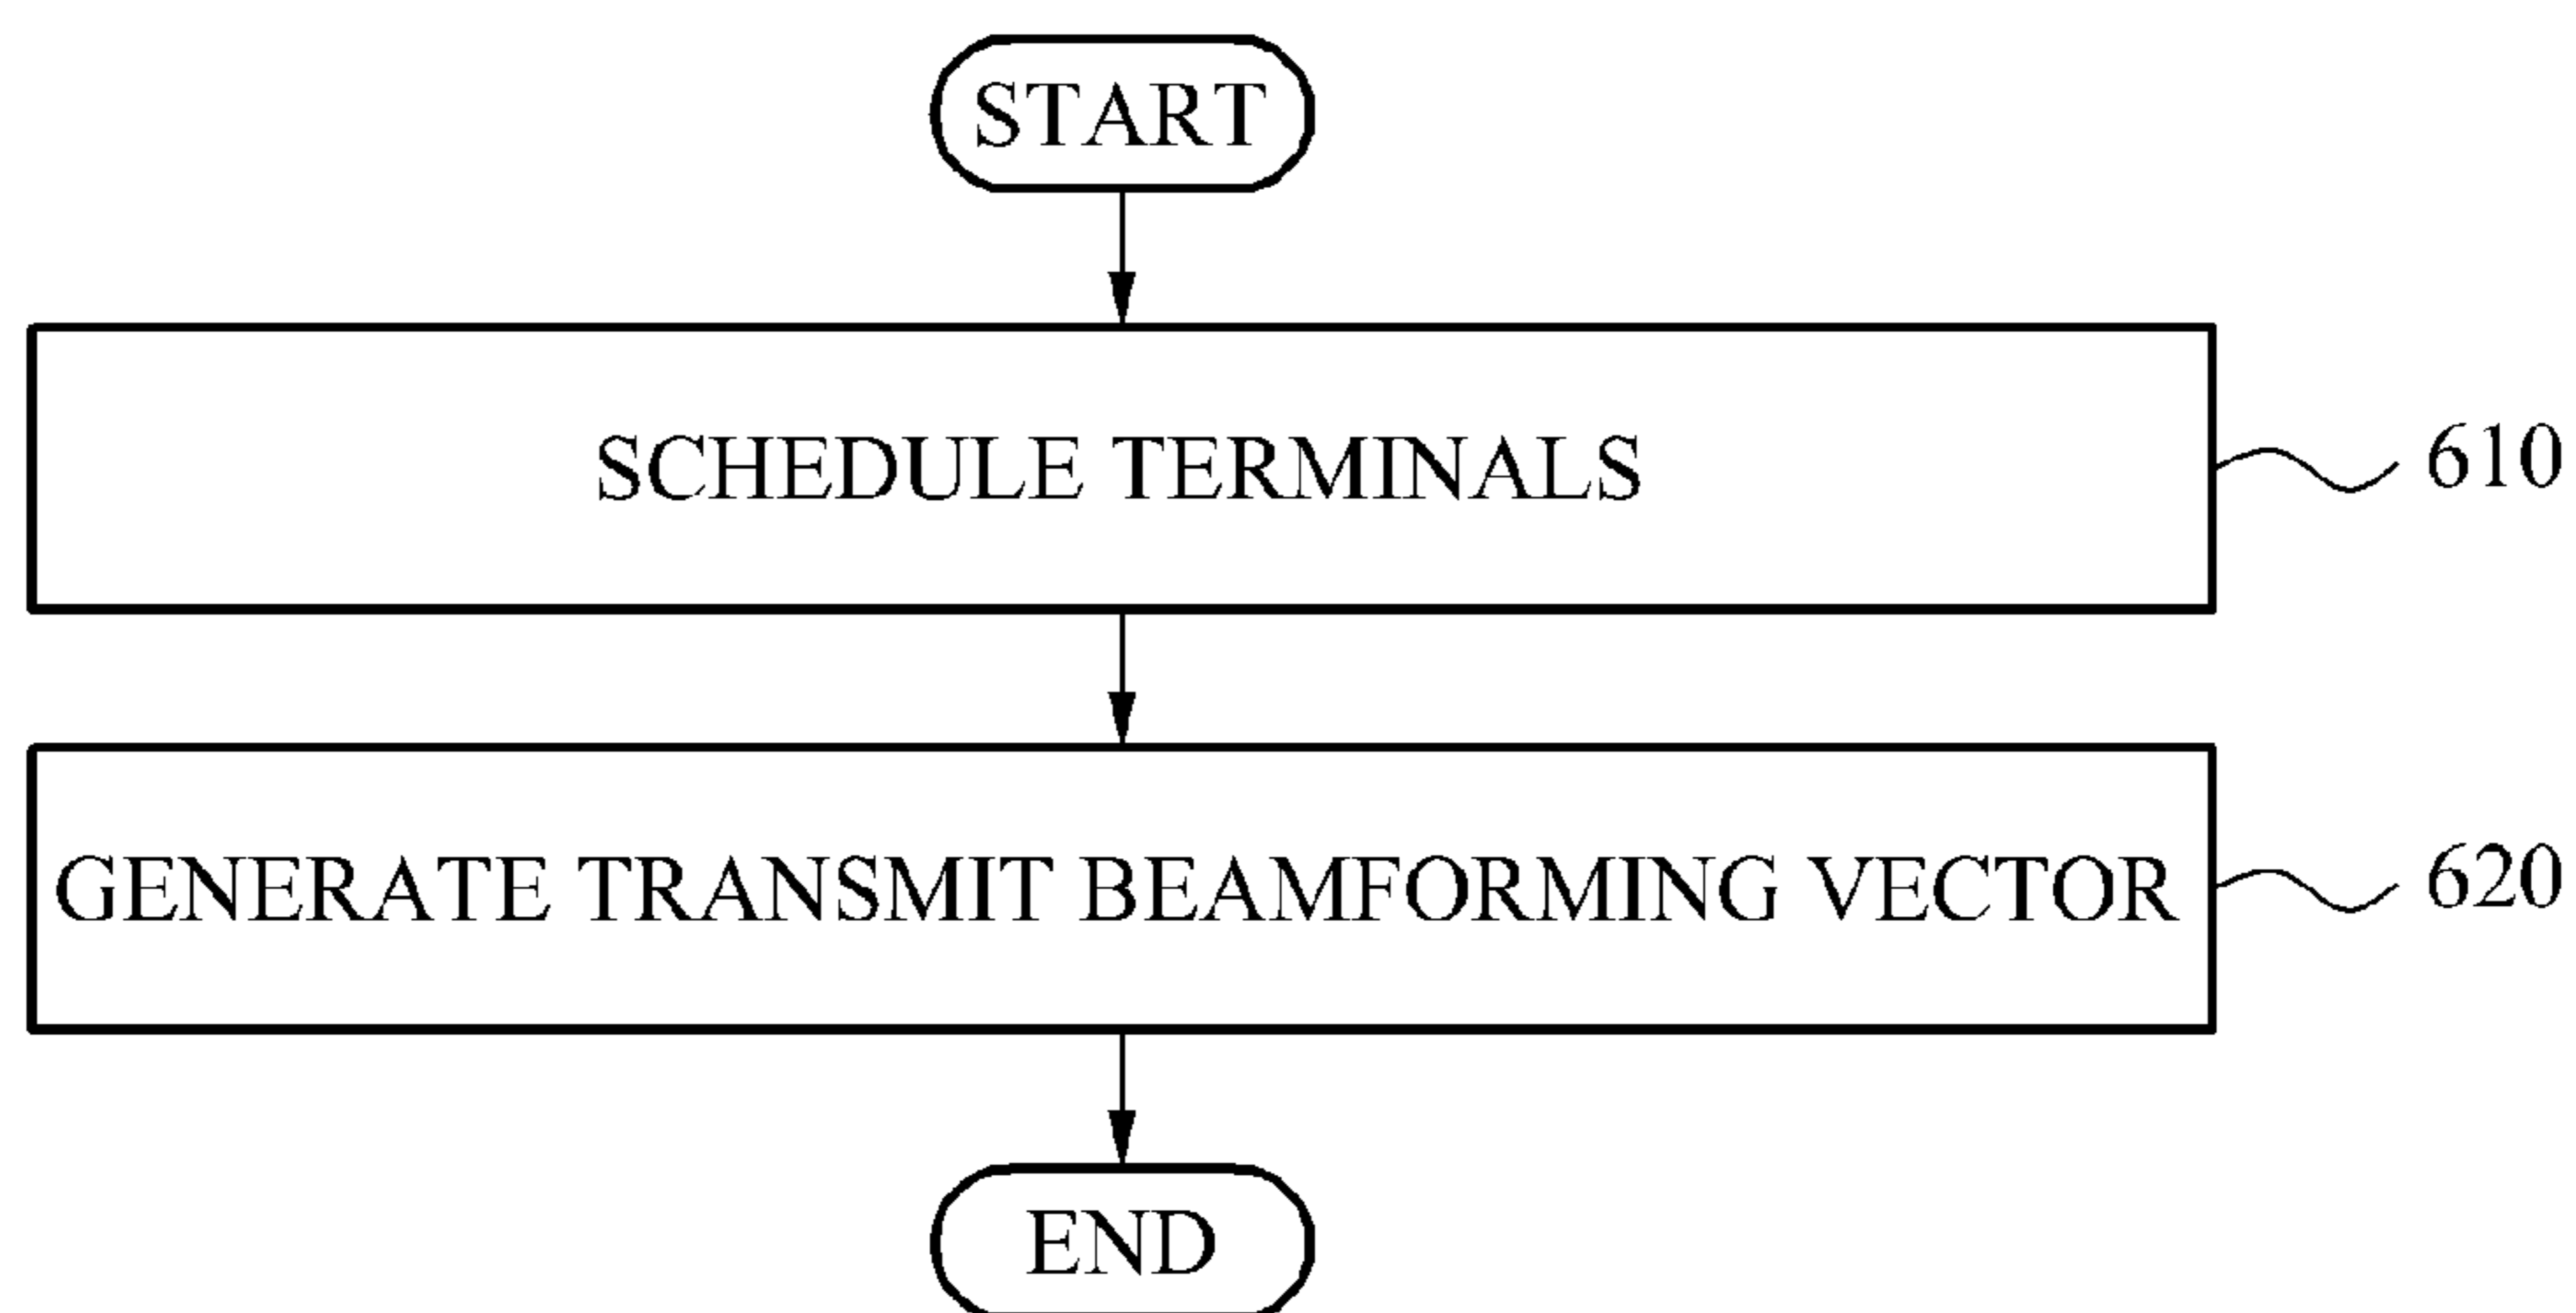 START
SCHEDULE TERMINALS
610
GENERATE TRANSMIT BEAMFORMING VECTOR
620
END